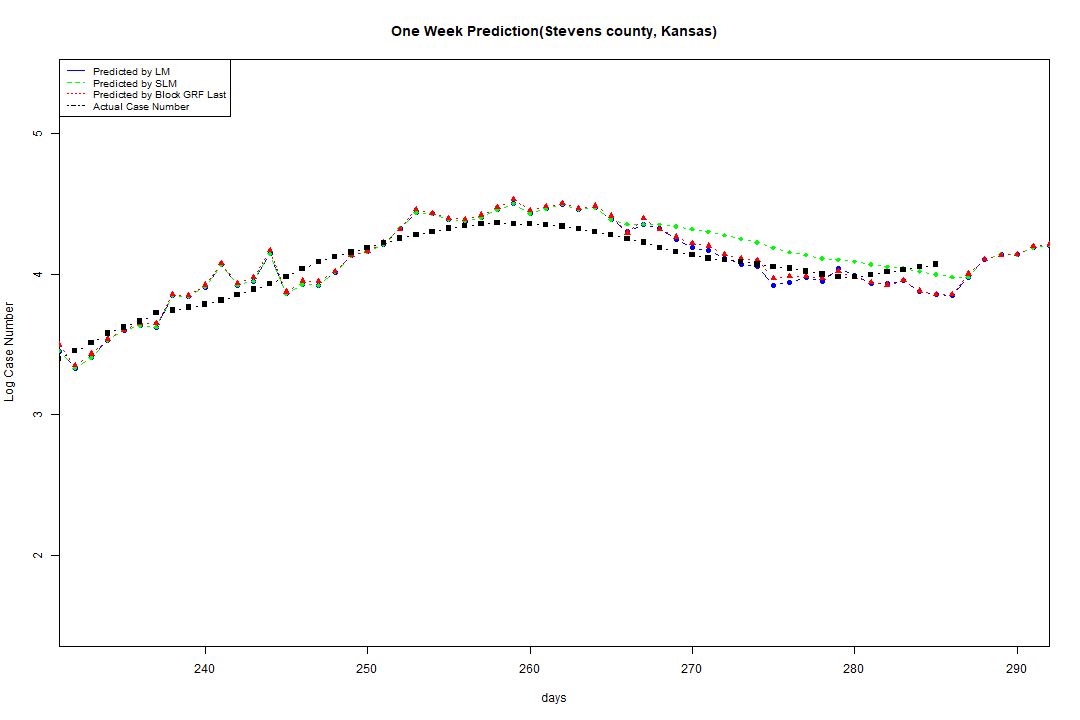 One Week Prediction(Stevens county, Kansas)
Predicted by LM
Predicted by SLM
Predicted by Block GRF Last
Actual Case Number
5
4
3
2
Log Case Number
240 250 260 270 280 290
days